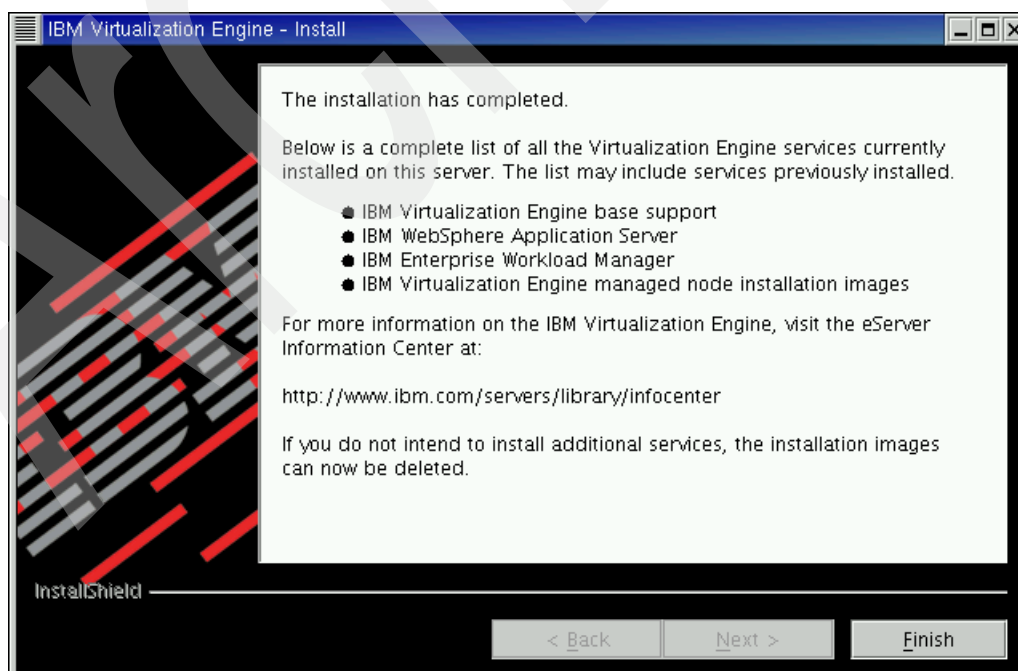 IBM Virtualization Engine - Install
The installation has completed.
Below is a complete list of all the Virtualization Engine services currently
installed on this server. The list may include services previously installed.
● IBM Virtualization Engine base support
● IBM WebSphere Application Server
● IBM Enterprise Workload Manager
● IBM Virtualization Engine managed node installation images
For more information on the IBM Virtualization Engine, visit the eServer
Information Center at:
http://www.ibm.com/servers/library/infocenter
If you do not intend to install additional services, the installation images
can now be deleted.
InstallShield
< Back Next > Finish